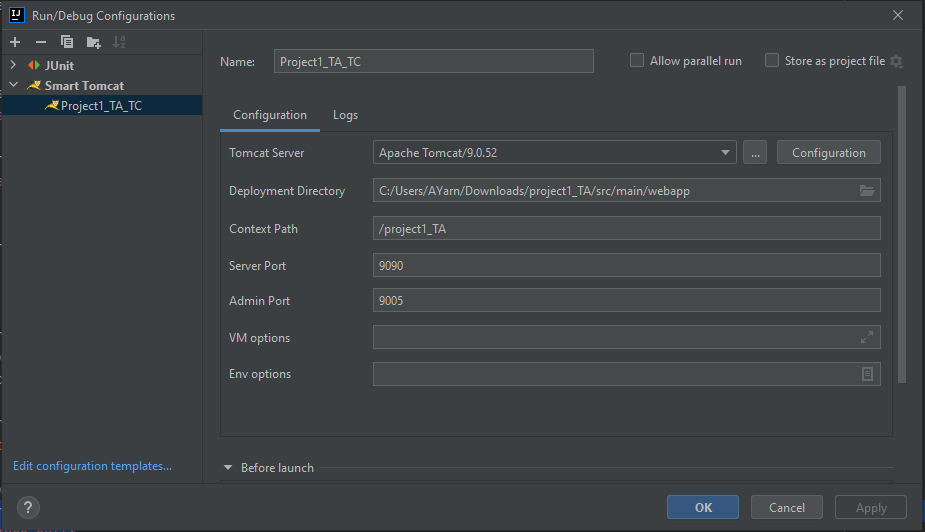 Run/Debug Configurations
JUnit
Smart Tomcat
Project1_TA_TC
Edit configuration templates...
Name: Project1_TA_TC
Allow parallel run
Store as project file
Configuration Logs
Tomcat Server Apache Tomcat/9.0.52 ... Configuration
Deployment Directory C:/Users/AYarn/Downloads/project1_TA/src/main/webapp
Context Path /project1_TA
Server Port 9090
Admin Port 9005
VM options
Env options
Before launch
? OK Cancel Apply